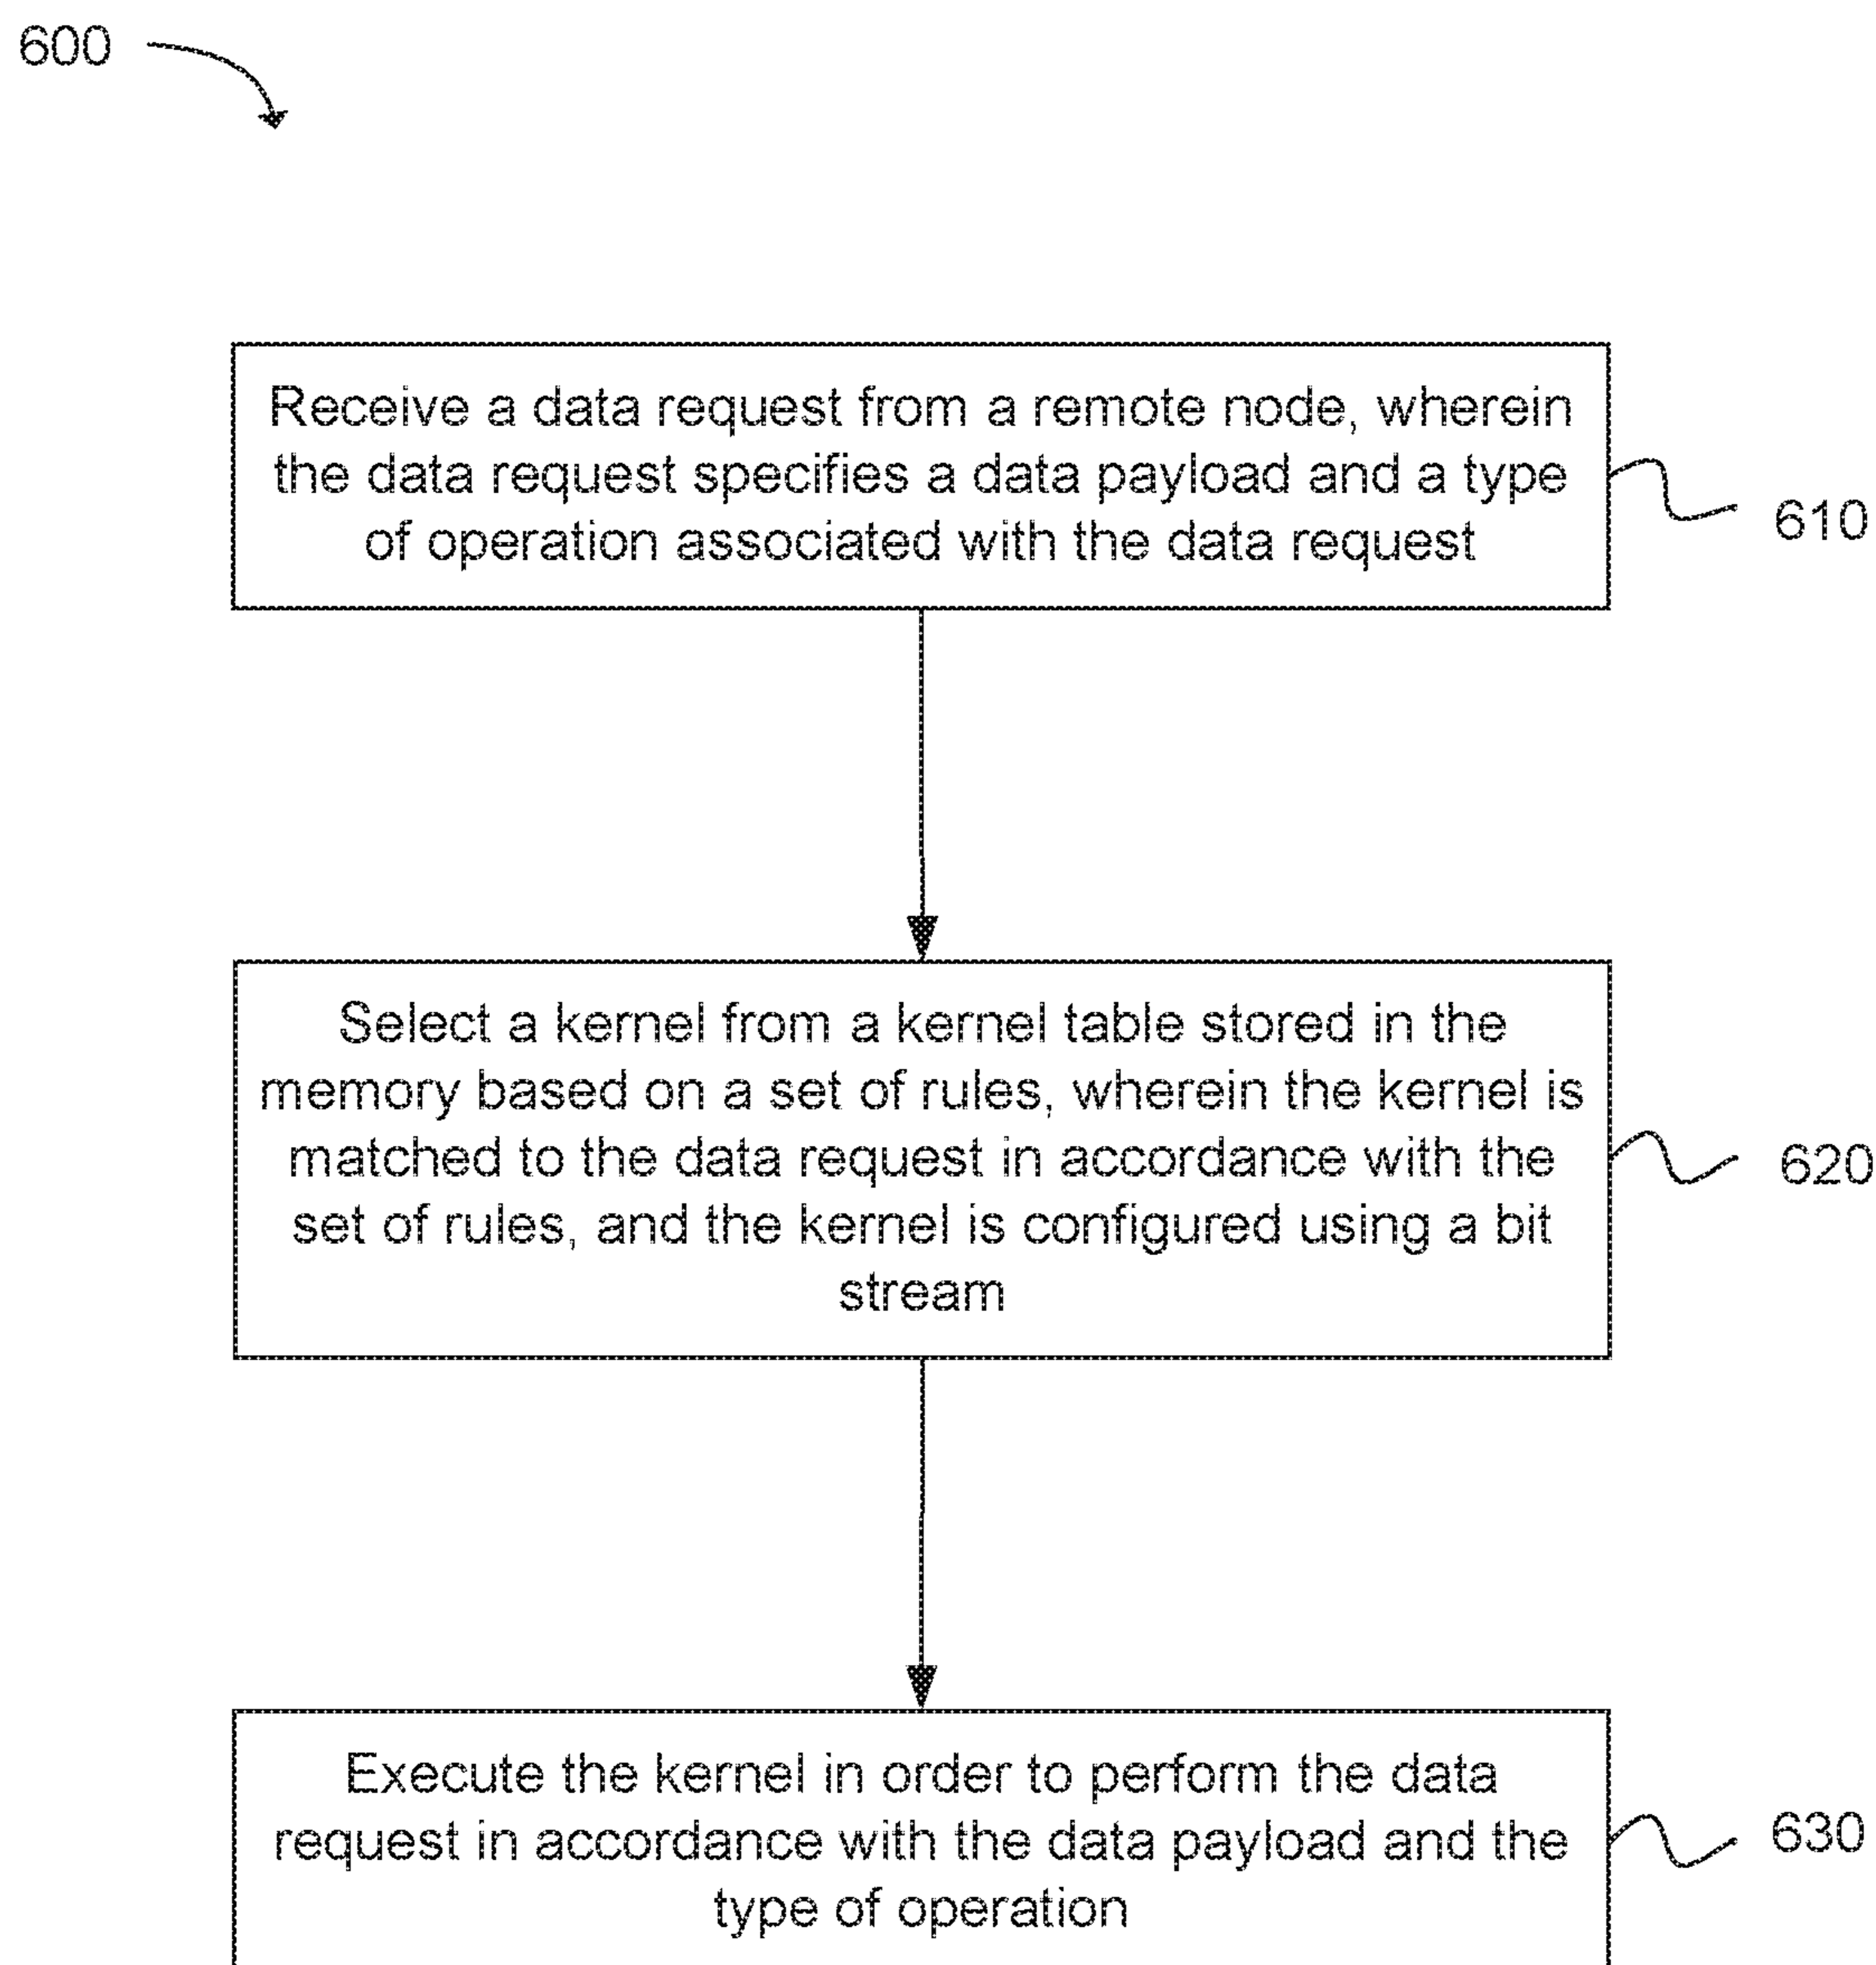 600
Receive a data request from a remote node, wherein
the data request specifies a data payload and a type
of operation associated with the data request
610
Select a kernel from a kernel table stored in the
memory based on a set of rules, wherein the kernel is
matched to the data request in accordance with the
set of rules, and the kernel is configured using a bit
stream
620
Execute the kernel in order to perform the data
request in accordance with the data payload and the
type of operation
630